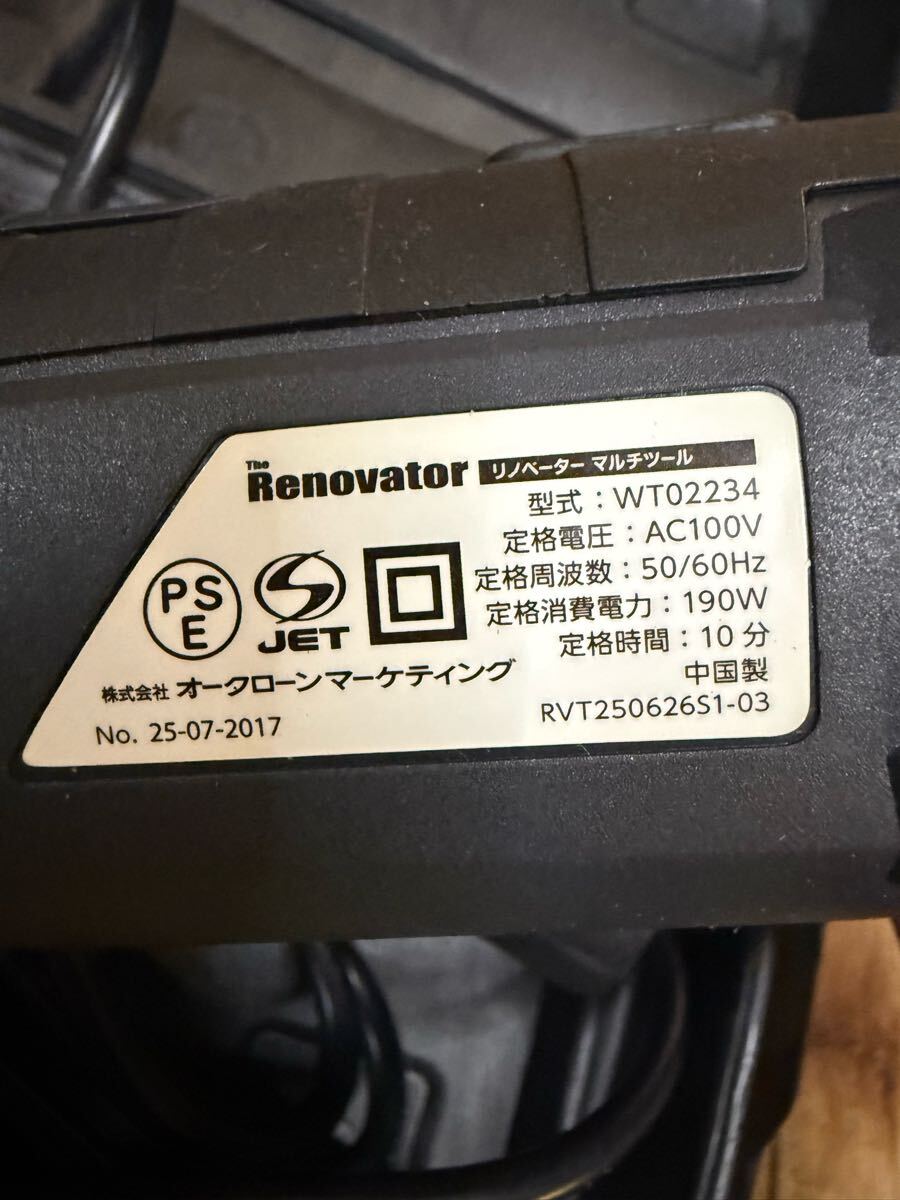 The Renovator リノベーター マルチツール
型式：WT02234
定格電圧：AC100V
定格周波数：50/60Hz
定格消費電力：190W
定格時間：10分
中国製
RVT250626S1-03
PS
E
JET
株式会社 オークローンマーケティング
No. 25-07-2017